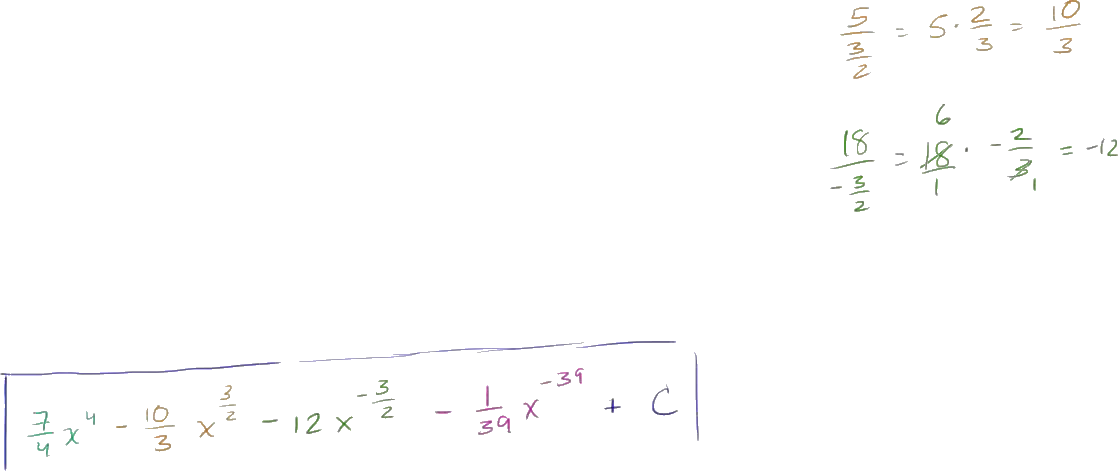 5/(3/2) = 5 · 2/3 = 10/3
18/(-3/2) = 18/1 · -2/3 = -12
6
1
7/4 x^4 - 10/3 x^(3/2) - 12 x^(-3/2) - 1/39 x^(-39) + C